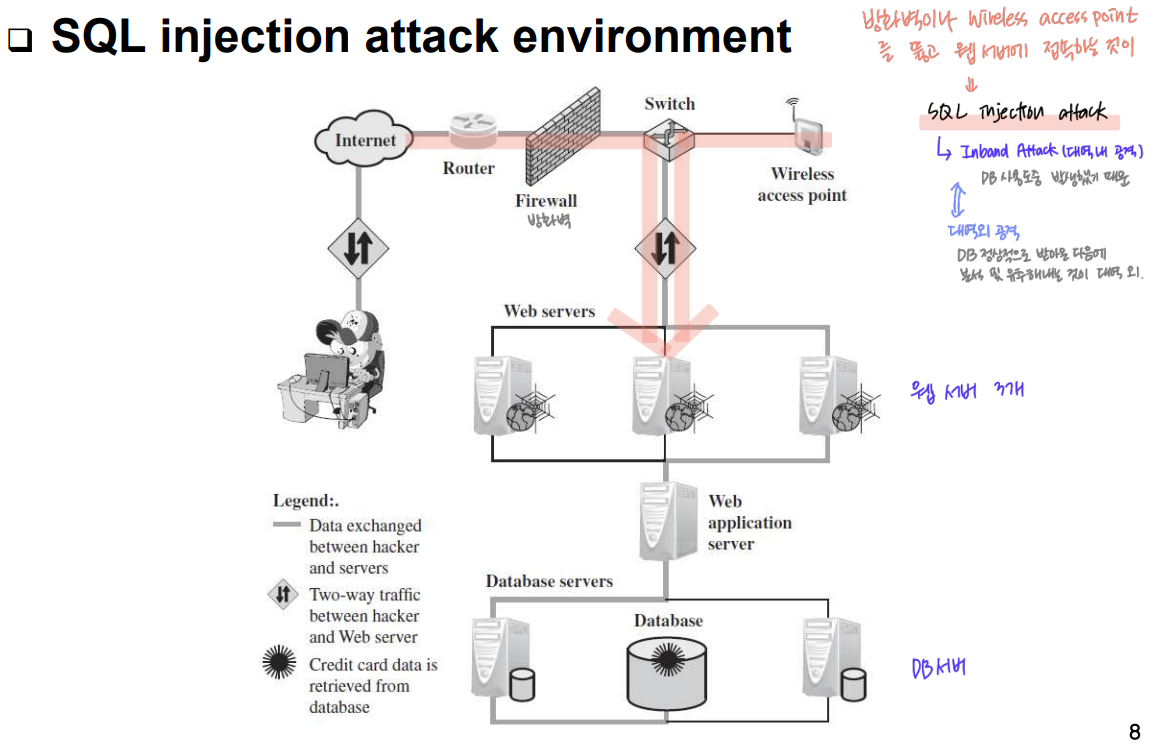 ❑ SQL injection attack environment
방화벽이나 Wireless access point
를 뚫고 웹 서버에 접속하는 것이
SQL injection attack
↳ Inband Attack (대역내 공격)
DB 사용도중 발생했기 때문
대역외 공격
DB 정상적으로 받아온 다음에
분석 및 유추해내는 것이 대역 외.
Internet
Router
Firewall
방화벽
Switch
Wireless
access point
Web servers
웹 서버 3개
Web
application
server
Legend:.
Data exchanged
between hacker
and servers
Two-way traffic
between hacker
and Web server
Credit card data is
retrieved from
database
Database servers
Database
DB서버
8